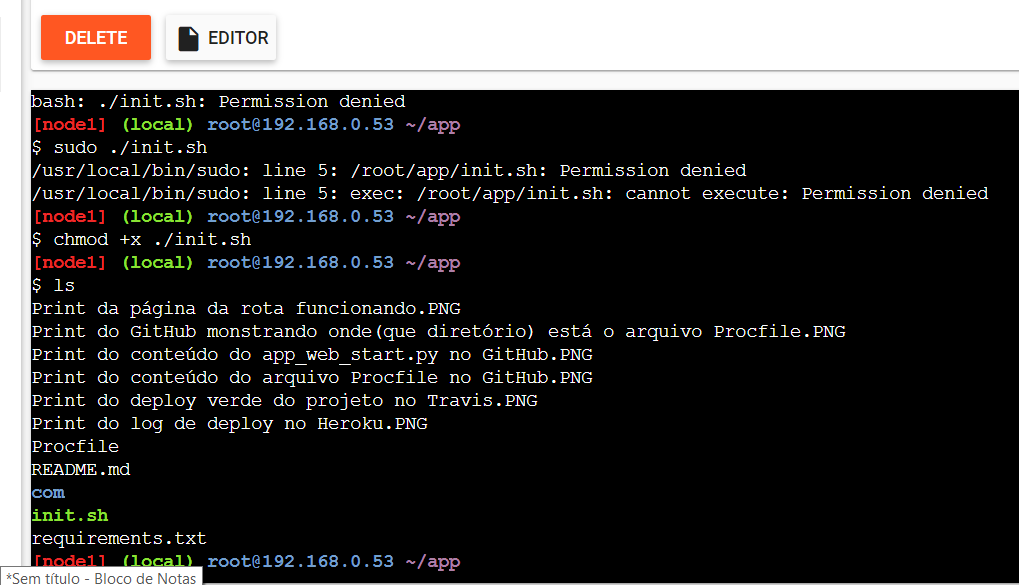 DELETE EDITOR
bash: ./init.sh: Permission denied
[node1] (local) root@192.168.0.53 ~/app
$ sudo ./init.sh
/usr/local/bin/sudo: line 5: /root/app/init.sh: Permission denied
/usr/local/bin/sudo: line 5: exec: /root/app/init.sh: cannot execute: Permission denied
[node1] (local) root@192.168.0.53 ~/app
$ chmod +x ./init.sh
[node1] (local) root@192.168.0.53 ~/app
$ ls
Print da página da rota funcionando.PNG
Print do GitHub monstrando onde(que diretório) está o arquivo Procfile.PNG
Print do conteúdo do app_web_start.py no GitHub.PNG
Print do conteúdo do arquivo Procfile no GitHub.PNG
Print do deploy verde do projeto no Travis.PNG
Print do log de deploy no Heroku.PNG
Procfile
README.md
com
init.sh
requirements.txt
[node1] (local) root@192.168.0.53 ~/app
*Sem título - Bloco de Notas